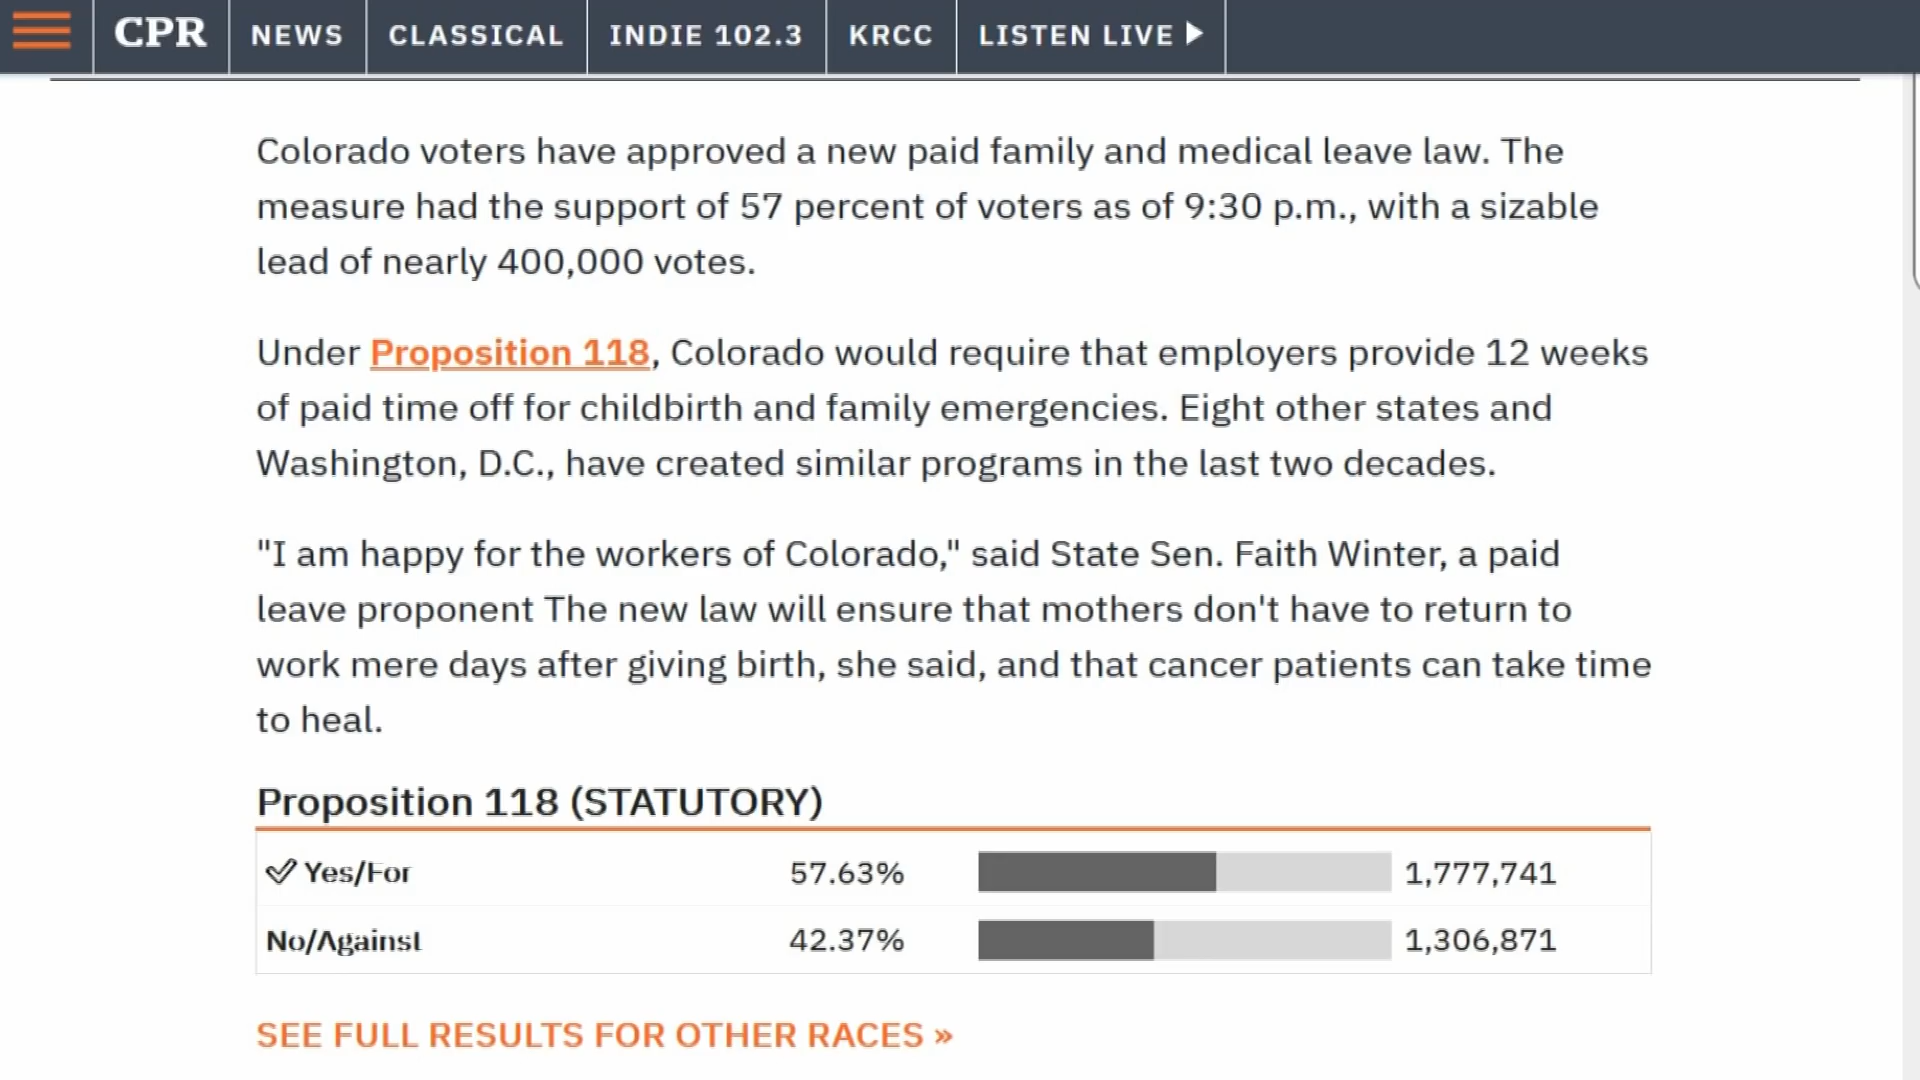 CPR NEWS CLASSICAL INDIE 102.3 KRCC LISTEN LIVE
Colorado voters have approved a new paid family and medical leave law. The
measure had the support of 57 percent of voters as of 9:30 p.m., with a sizable
lead of nearly 400,000 votes.
Under Proposition 118, Colorado would require that employers provide 12 weeks
of paid time off for childbirth and family emergencies. Eight other states and
Washington, D.C., have created similar programs in the last two decades.
"I am happy for the workers of Colorado," said State Sen. Faith Winter, a paid
leave proponent The new law will ensure that mothers don't have to return to
work mere days after giving birth, she said, and that cancer patients can take time
to heal.
Proposition 118 (STATUTORY)
Yes/For 57.63% 1,777,741
No/Against 42.37% 1,306,871
SEE FULL RESULTS FOR OTHER RACES »